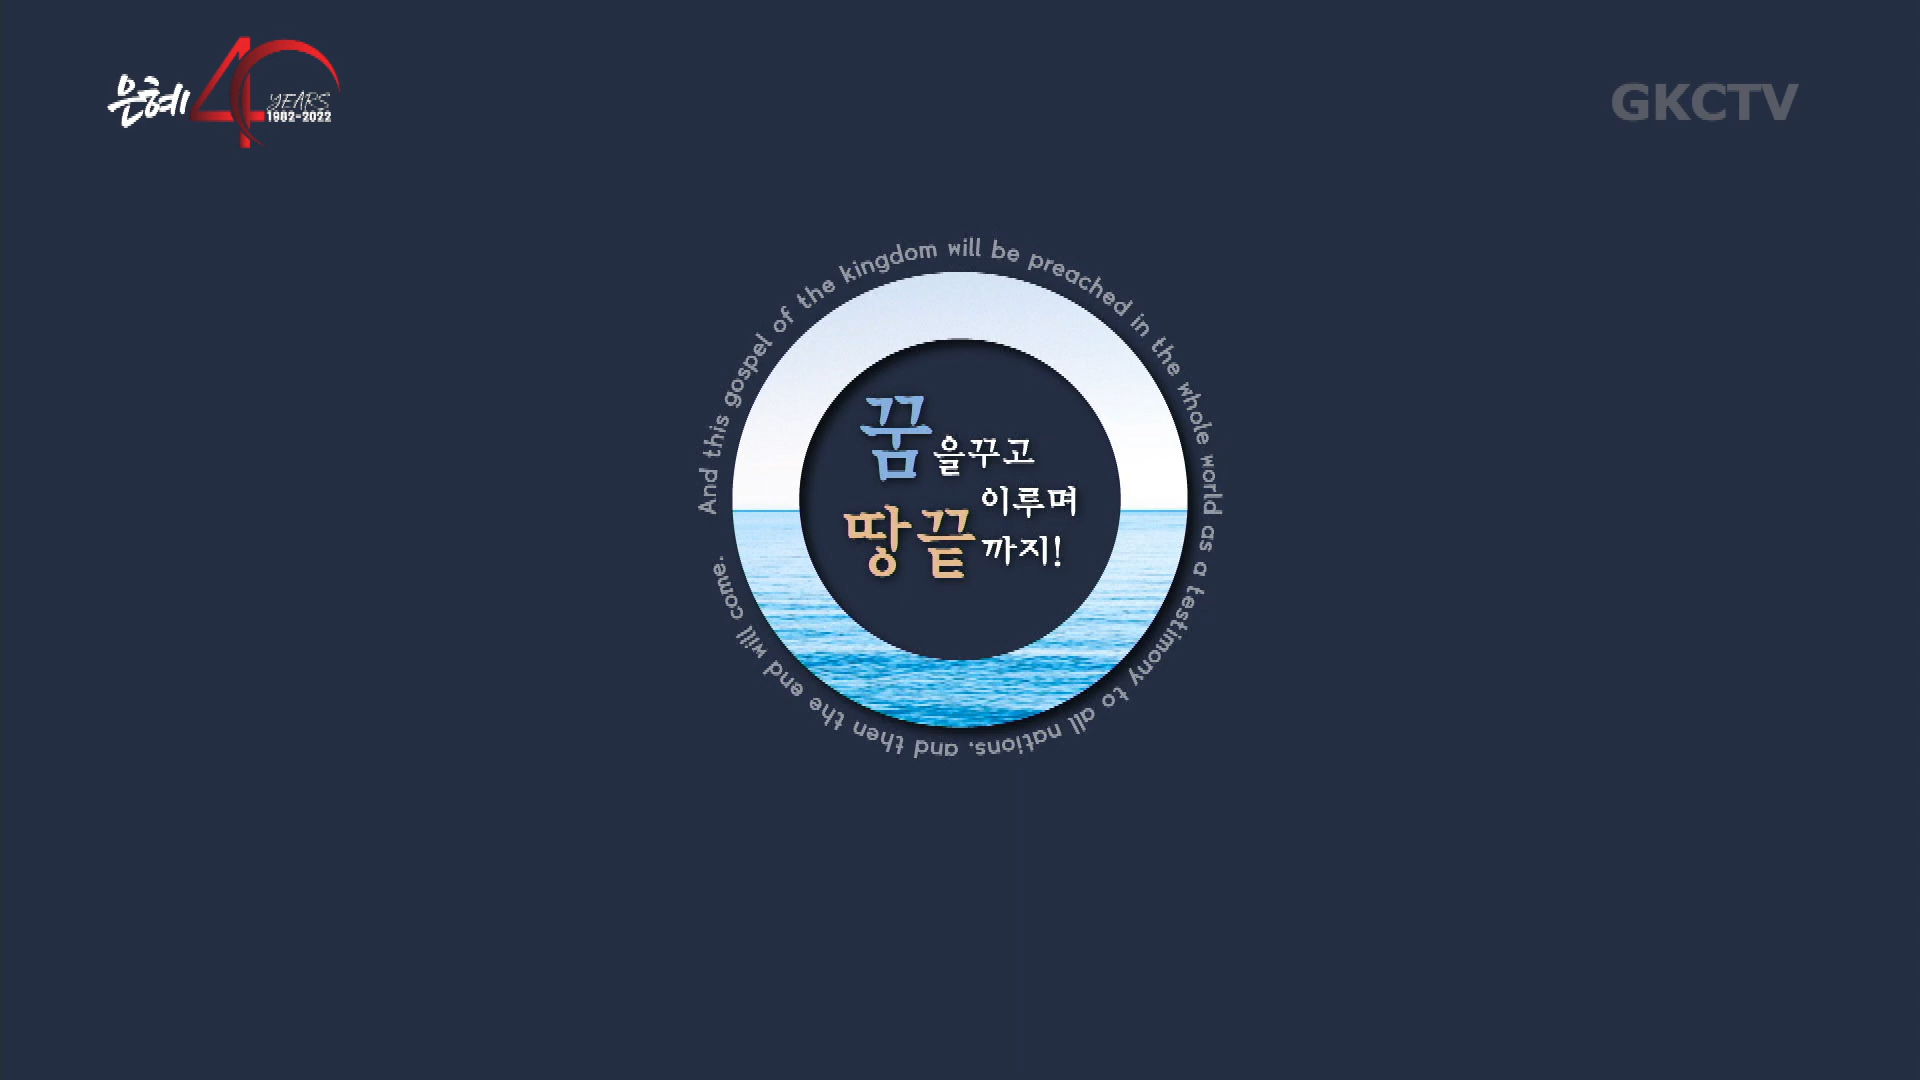 은혜 40 YEARS
1982-2022
GKCTV
And this gospel of the kingdom will be preached in the whole world as a testimony to all nations, and then the end will come.
꿈을꾸고
이루며
땅끝까지!